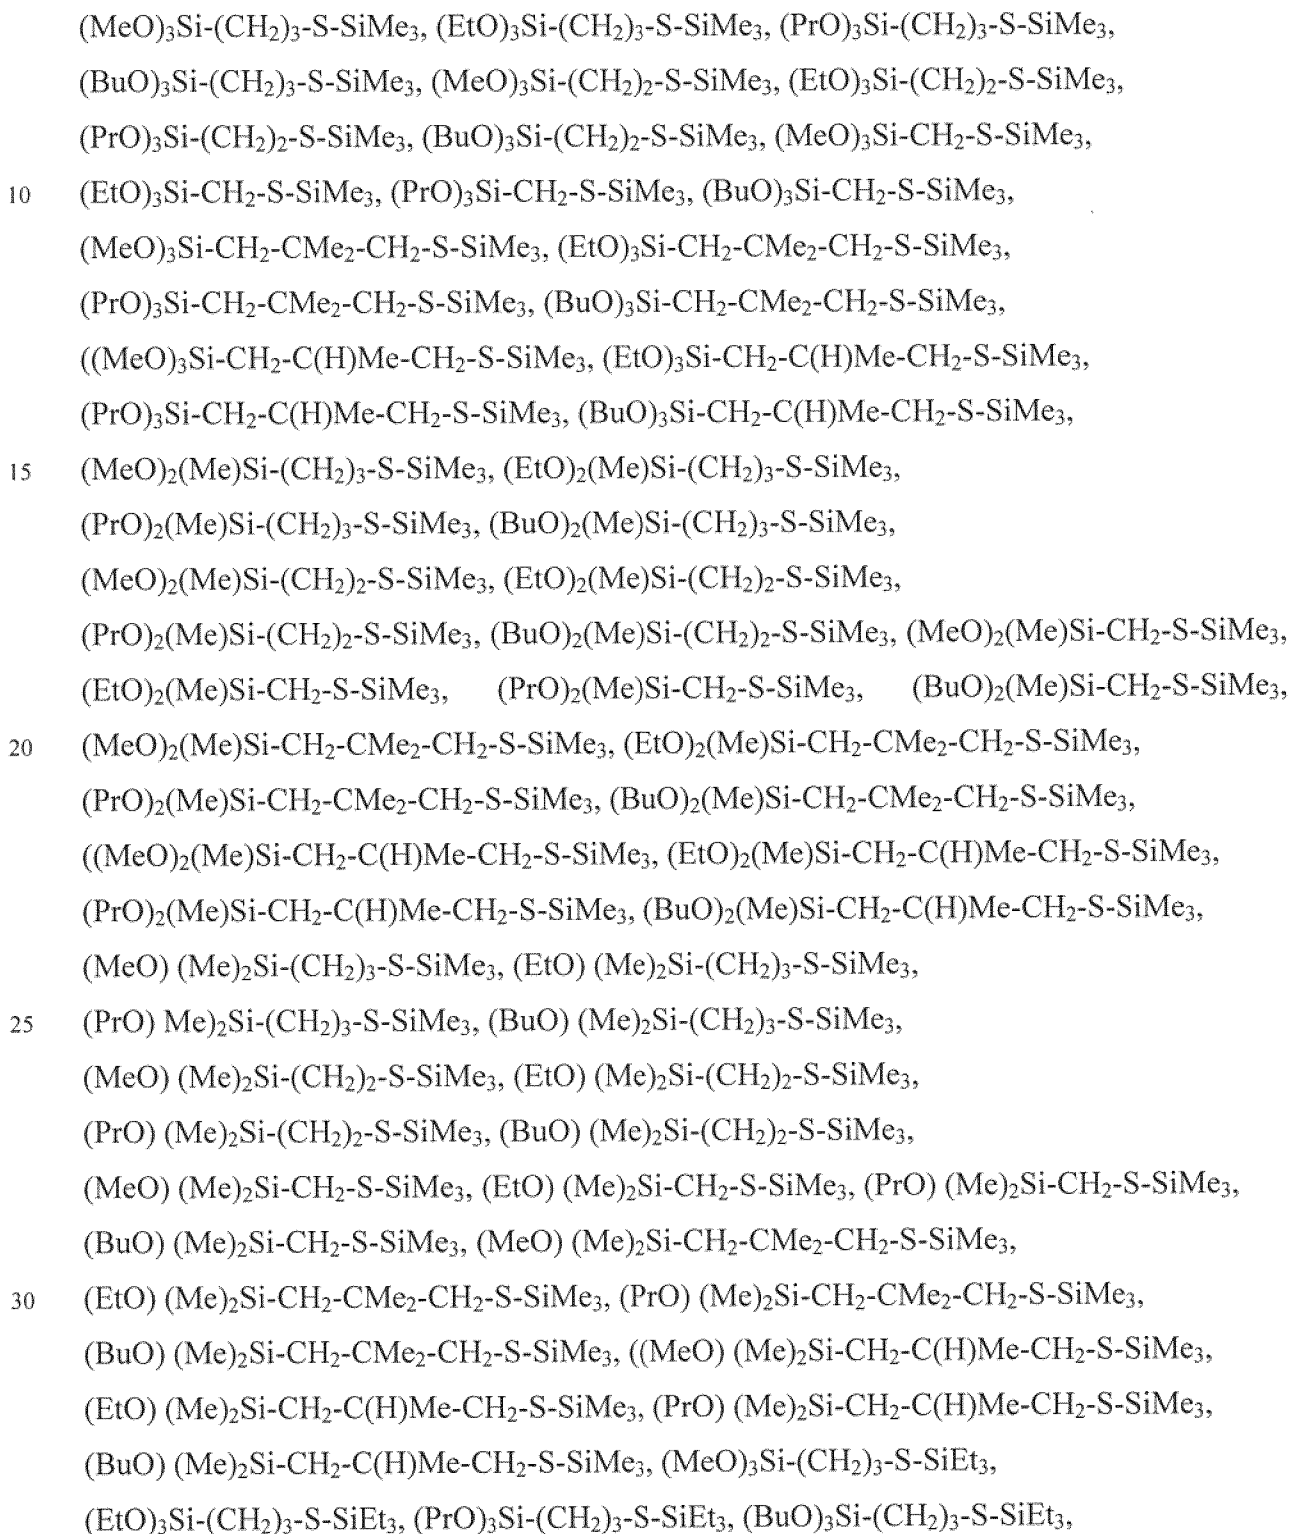 (MeO)₃Si-(CH₂)₃-S-SiMe₃, (EtO)₃Si-(CH₂)₃-S-SiMe₃, (PrO)₃Si-(CH₂)₃-S-SiMe₃,
(BuO)₃Si-(CH₂)₃-S-SiMe₃, (MeO)₃Si-(CH₂)₂-S-SiMe₃, (EtO)₃Si-(CH₂)₂-S-SiMe₃,
(PrO)₃Si-(CH₂)₂-S-SiMe₃, (BuO)₃Si-(CH₂)₂-S-SiMe₃, (MeO)₃Si-CH₂-S-SiMe₃,
10 (EtO)₃Si-CH₂-S-SiMe₃, (PrO)₃Si-CH₂-S-SiMe₃, (BuO)₃Si-CH₂-S-SiMe₃,
(MeO)₃Si-CH₂-CMe₂-CH₂-S-SiMe₃, (EtO)₃Si-CH₂-CMe₂-CH₂-S-SiMe₃,
(PrO)₃Si-CH₂-CMe₂-CH₂-S-SiMe₃, (BuO)₃Si-CH₂-CMe₂-CH₂-S-SiMe₃,
((MeO)₃Si-CH₂-C(H)Me-CH₂-S-SiMe₃, (EtO)₃Si-CH₂-C(H)Me-CH₂-S-SiMe₃,
(PrO)₃Si-CH₂-C(H)Me-CH₂-S-SiMe₃, (BuO)₃Si-CH₂-C(H)Me-CH₂-S-SiMe₃,
15 (MeO)₂(Me)Si-(CH₂)₃-S-SiMe₃, (EtO)₂(Me)Si-(CH₂)₃-S-SiMe₃,
(PrO)₂(Me)Si-(CH₂)₃-S-SiMe₃, (BuO)₂(Me)Si-(CH₂)₃-S-SiMe₃,
(MeO)₂(Me)Si-(CH₂)₂-S-SiMe₃, (EtO)₂(Me)Si-(CH₂)₂-S-SiMe₃,
(PrO)₂(Me)Si-(CH₂)₂-S-SiMe₃, (BuO)₂(Me)Si-(CH₂)₂-S-SiMe₃, (MeO)₂(Me)Si-CH₂-S-SiMe₃,
(EtO)₂(Me)Si-CH₂-S-SiMe₃, (PrO)₂(Me)Si-CH₂-S-SiMe₃, (BuO)₂(Me)Si-CH₂-S-SiMe₃,
20 (MeO)₂(Me)Si-CH₂-CMe₂-CH₂-S-SiMe₃, (EtO)₂(Me)Si-CH₂-CMe₂-CH₂-S-SiMe₃,
(PrO)₂(Me)Si-CH₂-CMe₂-CH₂-S-SiMe₃, (BuO)₂(Me)Si-CH₂-CMe₂-CH₂-S-SiMe₃,
((MeO)₂(Me)Si-CH₂-C(H)Me-CH₂-S-SiMe₃, (EtO)₂(Me)Si-CH₂-C(H)Me-CH₂-S-SiMe₃,
(PrO)₂(Me)Si-CH₂-C(H)Me-CH₂-S-SiMe₃, (BuO)₂(Me)Si-CH₂-C(H)Me-CH₂-S-SiMe₃,
(MeO) (Me)₂Si-(CH₂)₃-S-SiMe₃, (EtO) (Me)₂Si-(CH₂)₃-S-SiMe₃,
25 (PrO) Me)₂Si-(CH₂)₃-S-SiMe₃, (BuO) (Me)₂Si-(CH₂)₃-S-SiMe₃,
(MeO) (Me)₂Si-(CH₂)₂-S-SiMe₃, (EtO) (Me)₂Si-(CH₂)₂-S-SiMe₃,
(PrO) (Me)₂Si-(CH₂)₂-S-SiMe₃, (BuO) (Me)₂Si-(CH₂)₂-S-SiMe₃,
(MeO) (Me)₂Si-CH₂-S-SiMe₃, (EtO) (Me)₂Si-CH₂-S-SiMe₃, (PrO) (Me)₂Si-CH₂-S-SiMe₃,
(BuO) (Me)₂Si-CH₂-S-SiMe₃, (MeO) (Me)₂Si-CH₂-CMe₂-CH₂-S-SiMe₃,
30 (EtO) (Me)₂Si-CH₂-CMe₂-CH₂-S-SiMe₃, (PrO) (Me)₂Si-CH₂-CMe₂-CH₂-S-SiMe₃,
(BuO) (Me)₂Si-CH₂-CMe₂-CH₂-S-SiMe₃, ((MeO) (Me)₂Si-CH₂-C(H)Me-CH₂-S-SiMe₃,
(EtO) (Me)₂Si-CH₂-C(H)Me-CH₂-S-SiMe₃, (PrO) (Me)₂Si-CH₂-C(H)Me-CH₂-S-SiMe₃,
(BuO) (Me)₂Si-CH₂-C(H)Me-CH₂-S-SiMe₃, (MeO)₃Si-(CH₂)₃-S-SiEt₃,
(EtO)₃Si-(CH₂)₃-S-SiEt₃, (PrO)₃Si-(CH₂)₃-S-SiEt₃, (BuO)₃Si-(CH₂)₃-S-SiEt₃,